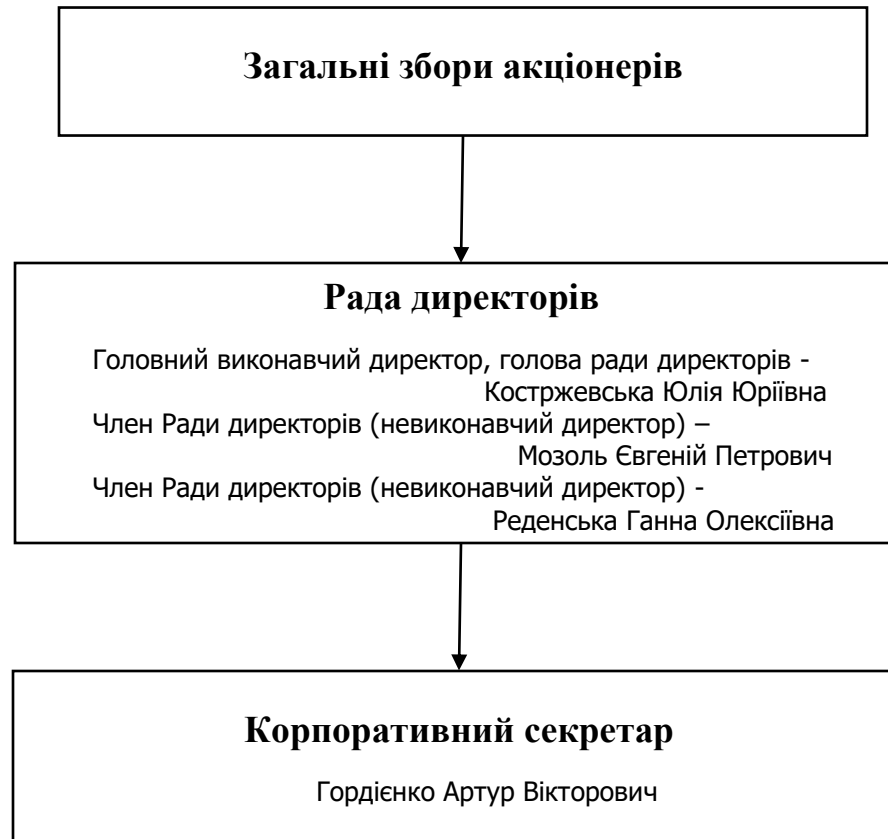 Загальні збори акціонерів
Рада директорів
Головний виконавчий директор, голова ради директорів -
Костржевська Юлія Юріївна
Член Ради директорів (невиконавчий директор) –
Мозоль Євгеній Петрович
Член Ради директорів (невиконавчий директор) -
Реденська Ганна Олексіївна
Корпоративний секретар
Гордієнко Артур Вікторович